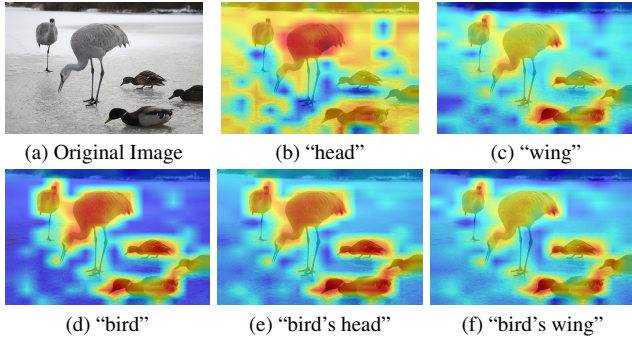 (a) Original Image
(b) “head”
(c) “wing”
(d) “bird”
(e) “bird’s head”
(f) “bird’s wing”